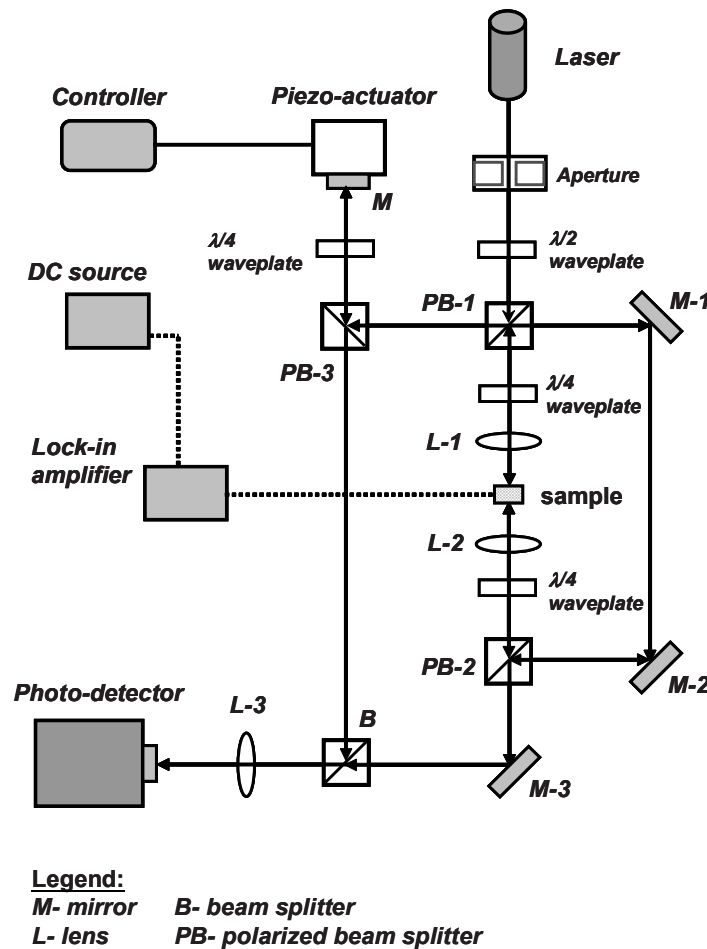 Laser
Controller
Piezo-actuator
Aperture
M
λ/4
waveplate
λ/2
waveplate
DC source
PB-1
M-1
PB-3
λ/4
waveplate
Lock-in
amplifier
L-1
sample
L-2
λ/4
waveplate
PB-2
M-2
Photo-detector
L-3
B
M-3
Legend:
M- mirror B- beam splitter
L- lens PB- polarized beam splitter